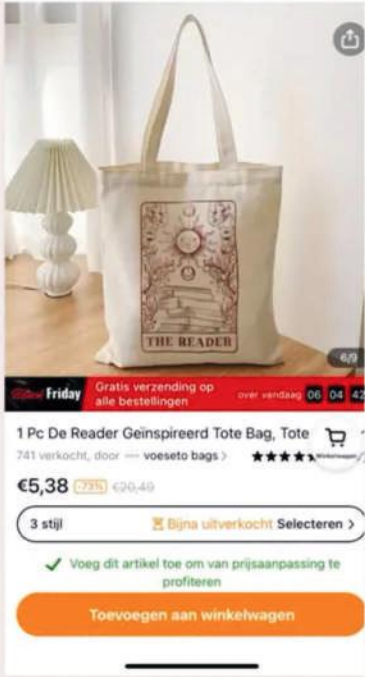 THE READER
6/9
Friday
Gratis verzending op
alle bestellingen
over vandaag 06 04 42
1 Pc De Reader Geïnspireerd Tote Bag, Tote
741 verkocht, door — voeseto bags >
€5,38 -73% €20,49
3 stijl Bijna uitverkocht Selecteren >
Voeg dit artikel toe om van prijsaanpassing te
profiteren
Toevoegen aan winkelwagen